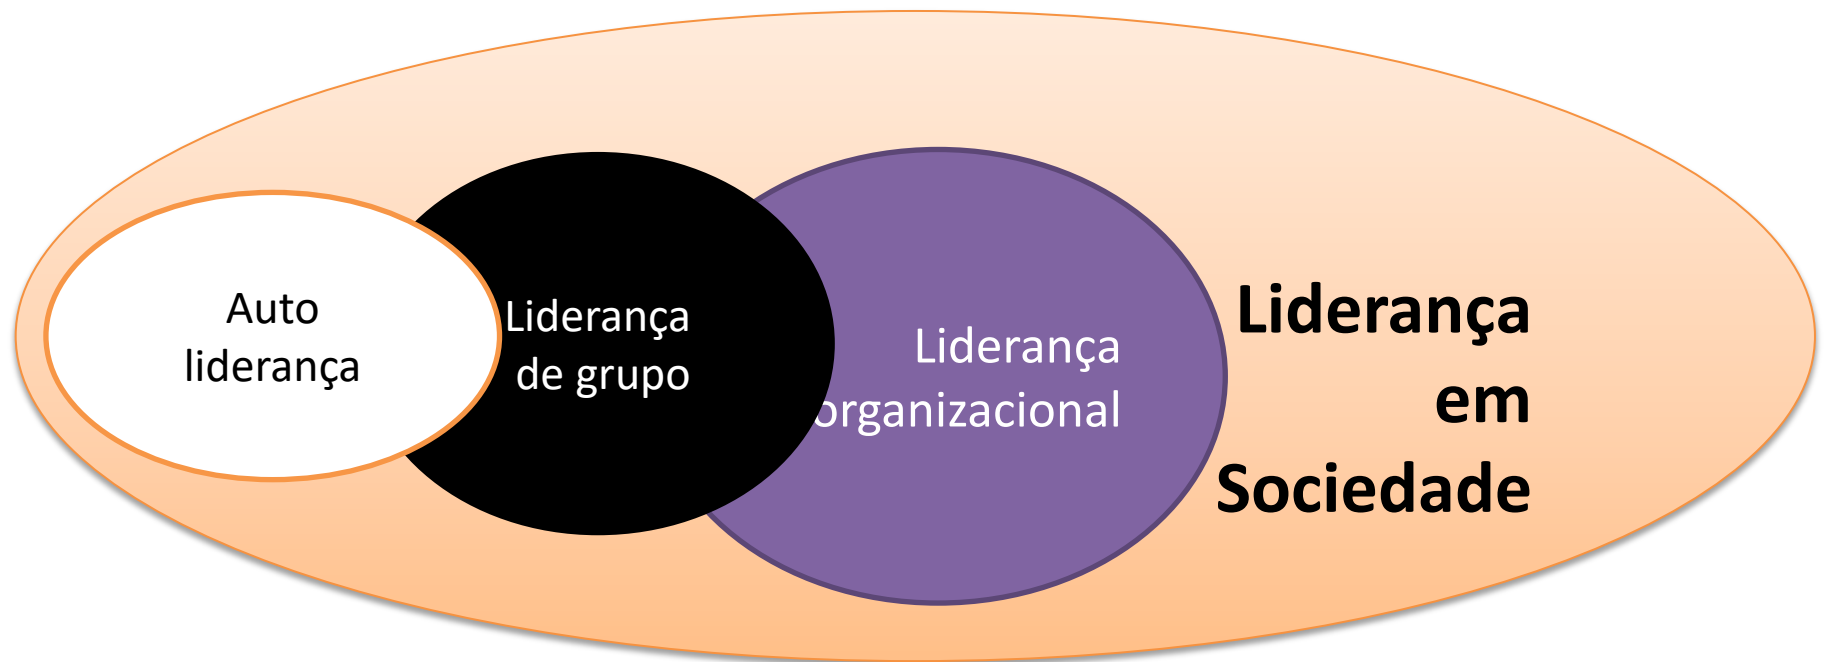 Auto
liderança
Liderança
de grupo
Liderança
organizacional
Liderança
em
Sociedade